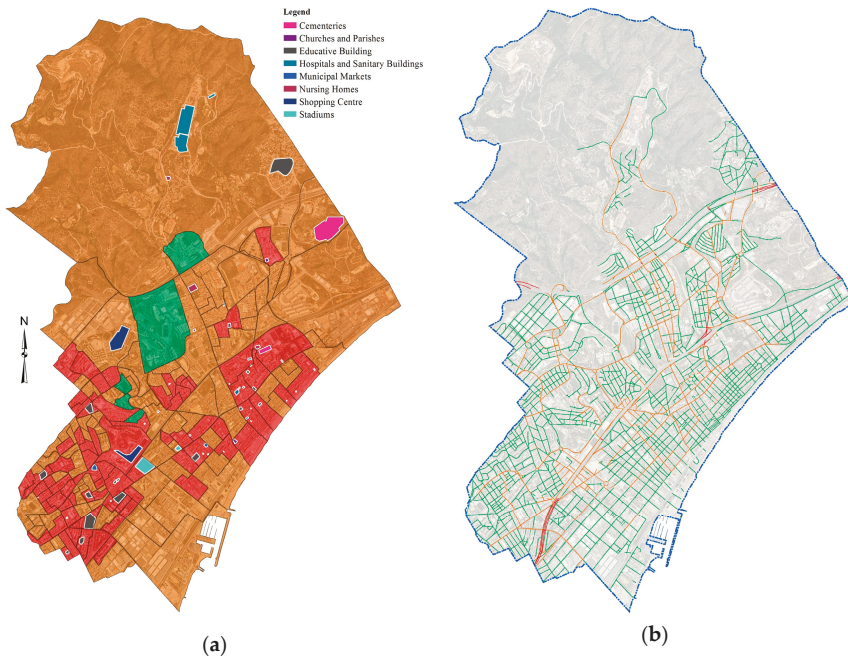 Legend
Cementeries
Churches and Parishes
Educative Building
Hospitals and Sanitary Buildings
Municipal Markets
Nursing Homes
Shopping Centre
Stadiums
N
(a)
(b)